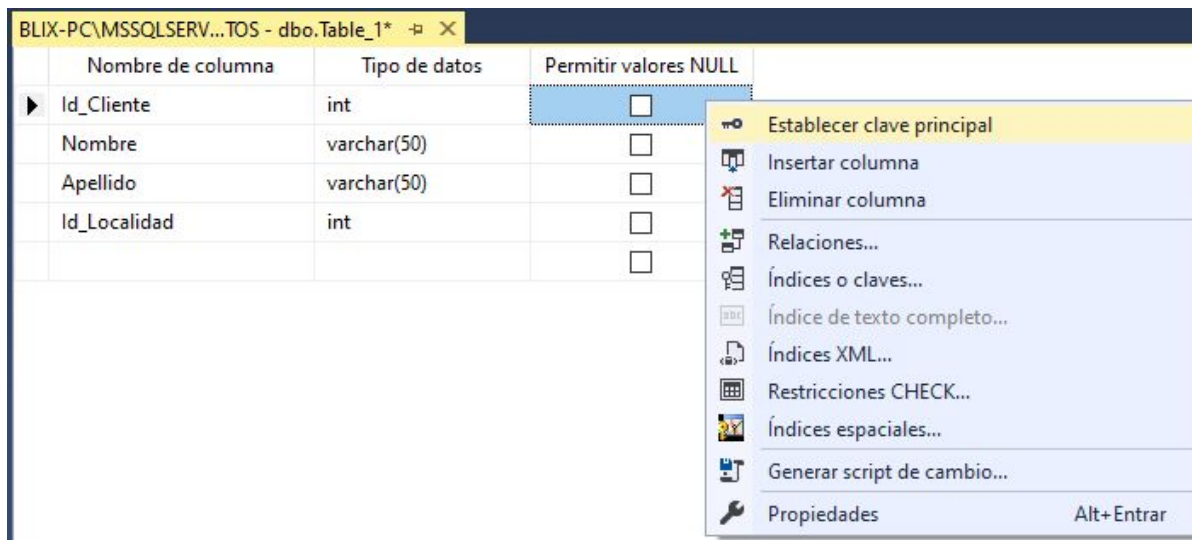 BLIX-PC\MSSQLSERV...TOS - dbo.Table_1*
Nombre de columna Tipo de datos Permitir valores NULL
Id_Cliente int
Nombre varchar(50)
Apellido varchar(50)
Id_Localidad int
Establecer clave principal
Insertar columna
Eliminar columna
Relaciones...
Índices o claves...
Índice de texto completo...
Índices XML...
Restricciones CHECK...
Índices espaciales...
Generar script de cambio...
Propiedades Alt+Entrar